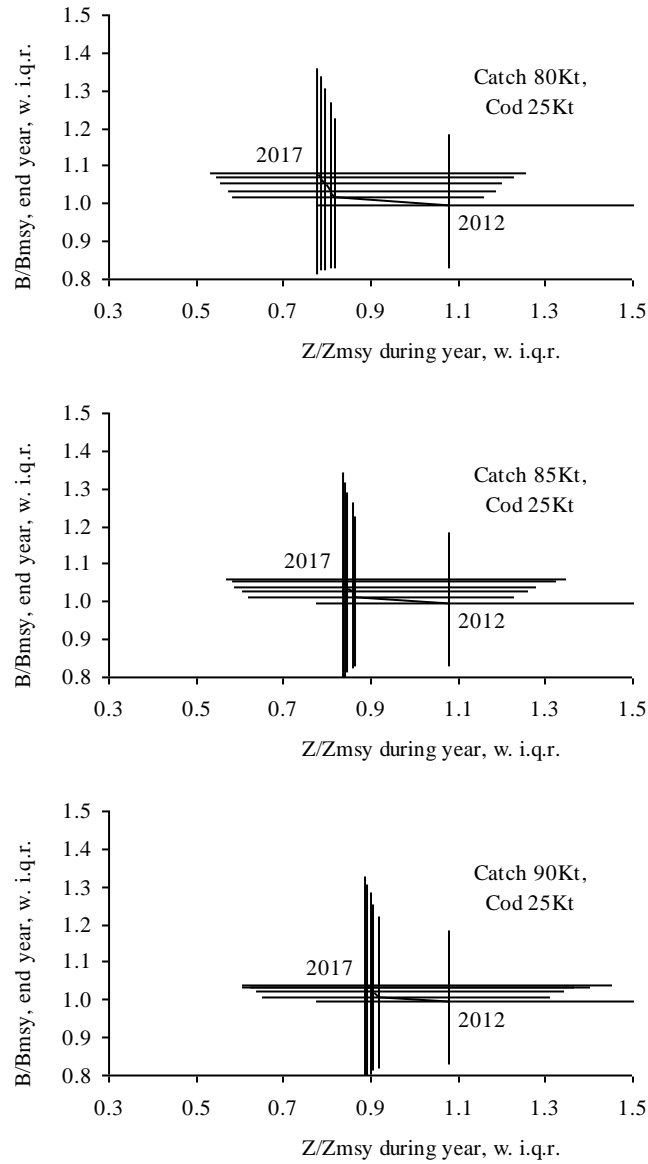 1.5
1.4
1.3
1.2
1.1
1.0
0.9
0.8
B/Bmsy, end year, w. i.q.r.
Catch 80Kt,
Cod 25Kt
2017
2012
0.3 0.5 0.7 0.9 1.1 1.3 1.5
Z/Zmsy during year, w. i.q.r.
1.5
1.4
1.3
1.2
1.1
1.0
0.9
0.8
B/Bmsy, end year, w. i.q.r.
Catch 85Kt,
Cod 25Kt
2017
2012
0.3 0.5 0.7 0.9 1.1 1.3 1.5
Z/Zmsy during year, w. i.q.r.
1.5
1.4
1.3
1.2
1.1
1.0
0.9
0.8
B/Bmsy, end year, w. i.q.r.
Catch 90Kt,
Cod 25Kt
2017
2012
0.3 0.5 0.7 0.9 1.1 1.3 1.5
Z/Zmsy during year, w. i.q.r.